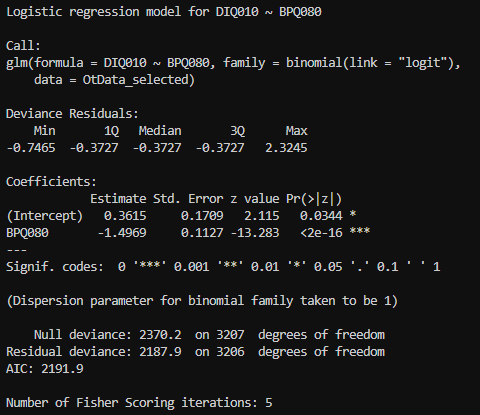 Logistic regression model for DIQ010 ~ BPQ080

Call:
glm(formula = DIQ010 ~ BPQ080, family = binomial(link = "logit"),
    data = OtData_selected)

Deviance Residuals:
    Min       1Q   Median       3Q      Max
-0.7465  -0.3727  -0.3727  -0.3727   2.3245

Coefficients:
            Estimate Std. Error z value Pr(>|z|)
(Intercept)   0.3615     0.1709   2.115   0.0344 *
BPQ080       -1.4969     0.1127 -13.283   <2e-16 ***
---
Signif. codes:  0 '***' 0.001 '**' 0.01 '*' 0.05 '.' 0.1 ' ' 1

(Dispersion parameter for binomial family taken to be 1)

    Null deviance: 2370.2  on 3207  degrees of freedom
Residual deviance: 2187.9  on 3206  degrees of freedom
AIC: 2191.9

Number of Fisher Scoring iterations: 5